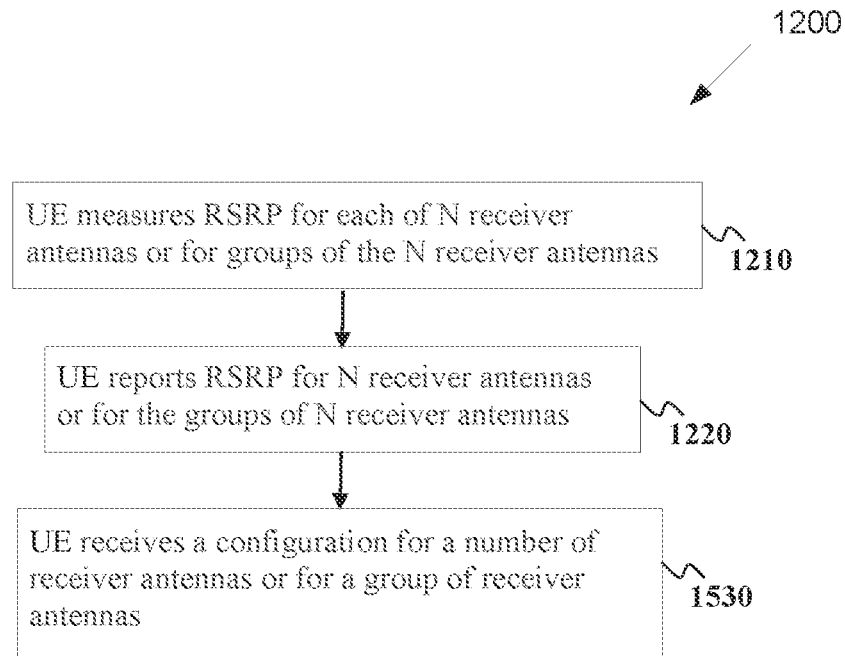 1200
UE measures RSRP for each of N receiver
antennas or for groups of the N receiver antennas
1210
UE reports RSRP for N receiver antennas
or for the groups of N receiver antennas
1220
UE receives a configuration for a number of
receiver antennas or for a group of receiver
antennas
1530